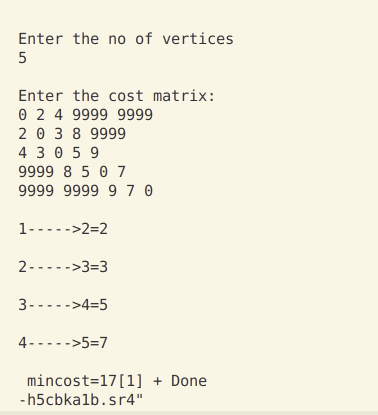 Enter the no of vertices
5
Enter the cost matrix:
0 2 4 9999 9999
2 0 3 8 9999
4 3 0 5 9
9999 8 5 0 7
9999 9999 9 7 0
1----->2=2
2----->3=3
3----->4=5
4----->5=7
mincost=17[1] + Done
-h5cbka1b.sr4"